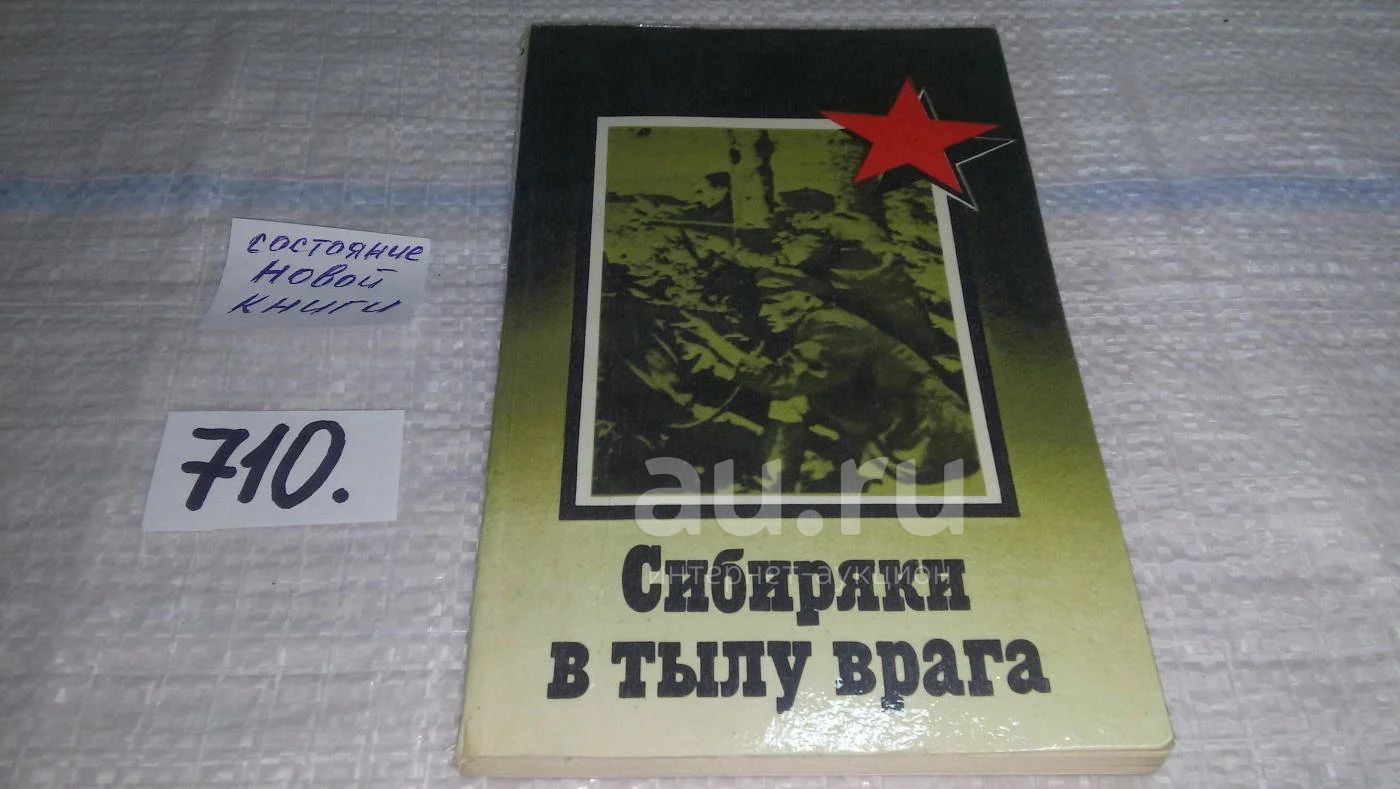 состояние
новой
книги
710.
au.ru
интернет-аукцион
Сибиряки
в тылу врага